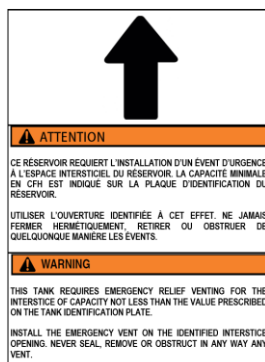 ATTENTION
CE RÉSERVOIR REQUIERT L'INSTALLATION D'UN ÉVENT D'URGENCE
À L'ESPACE INTERSTICIEL DU RÉSERVOIR. LA CAPACITÉ MINIMALE
EN CFH EST INDIQUÉ SUR LA PLAQUE D'IDENTIFICATION DU
RÉSERVOIR.
UTILISER L'OUVERTURE IDENTIFIÉE À CET EFFET. NE JAMAIS
FERMER HERMÉTIQUEMENT, RETIRER OU OBSTRUER DE
QUELQUONQUE MANIÈRE LES ÉVENTS.
WARNING
THIS TANK REQUIRES EMERGENCY RELIEF VENTING FOR THE
INTERSTICE OF CAPACITY NOT LESS THAN THE VALUE PRESCRIBED
ON THE TANK IDENTIFICATION PLATE.
INSTALL THE EMERGENCY VENT ON THE IDENTIFIED INTERSTICE
OPENING. NEVER SEAL, REMOVE OR OBSTRUCT IN ANY WAY ANY
VENT.